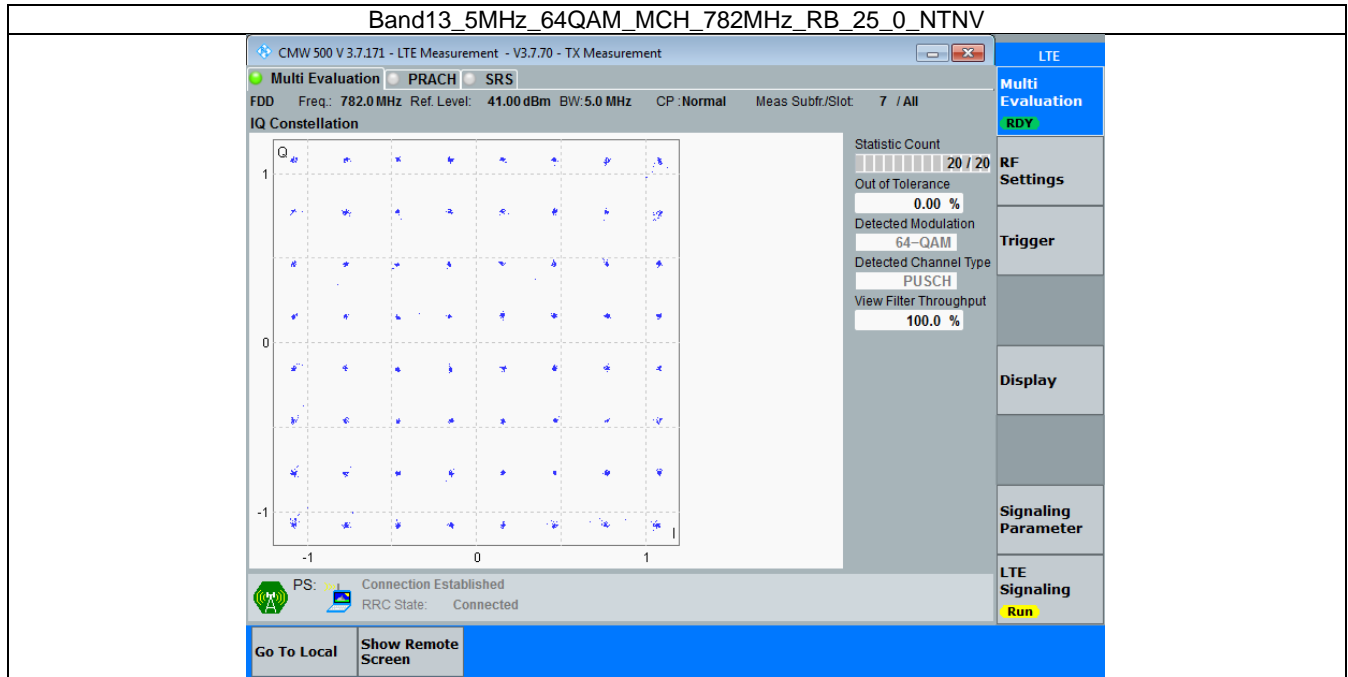 Band13_5MHz_64QAM_MCH_782MHz_RB_25_0_NTNV
CMW 500 V 3.7.171 - LTE Measurement - V3.7.70 - TX Measurement
LTE
Multi Evaluation PRACH SRS
FDD Freq.: 782.0 MHz Ref. Level: 41.00 dBm BW: 5.0 MHz CP : Normal Meas Subfr./Slot: 7 / All
IQ Constellation
Q
1
0
-1
-1 0 1
I
Statistic Count
20 / 20
Out of Tolerance
0.00 %
Detected Modulation
64-QAM
Detected Channel Type
PUSCH
View Filter Throughput
100.0 %
Multi
Evaluation
RDY
RF
Settings
Trigger
Display
Signaling
Parameter
LTE
Signaling
Run
PS: Connection Established
RRC State: Connected
Go To Local
Show Remote
Screen